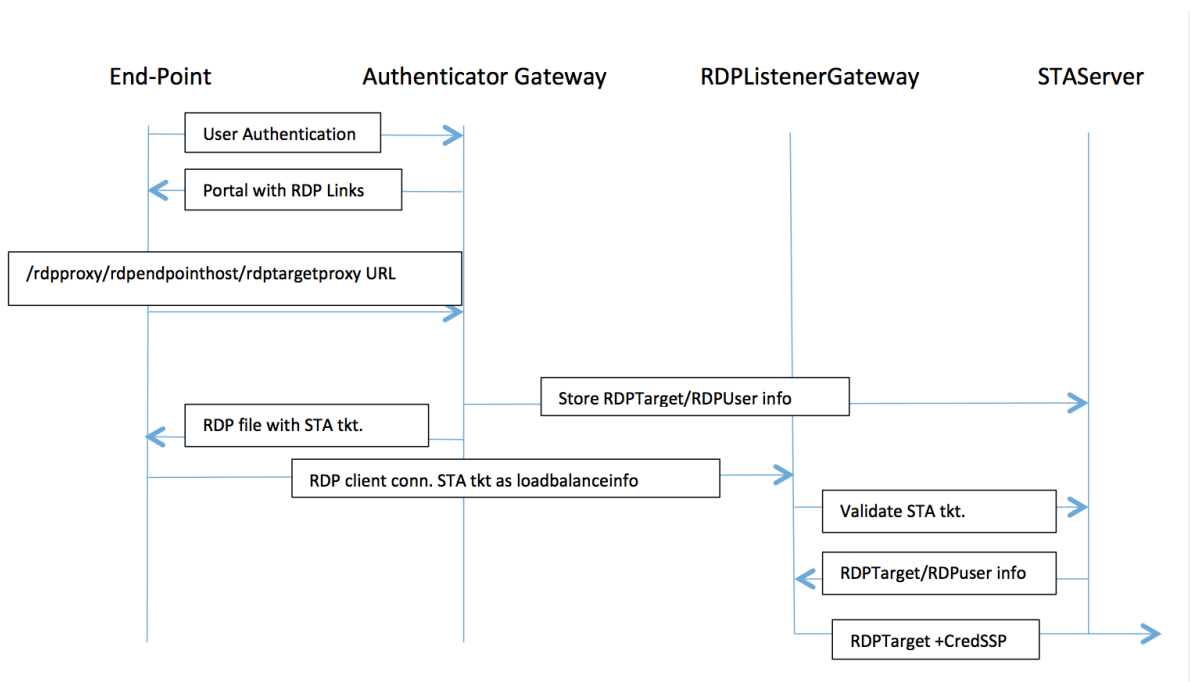 End-Point
Authenticator Gateway
RDPListenerGateway
STAServer
User Authentication
Portal with RDP Links
/rdpproxy/rdpendpointhost/rdptargetproxy URL
Store RDPTarget/RDPUser info
RDP file with STA tkt.
RDP client conn. STA tkt as loadbalanceinfo
Validate STA tkt.
RDPTarget/RDPuser info
RDPTarget +CredSSP